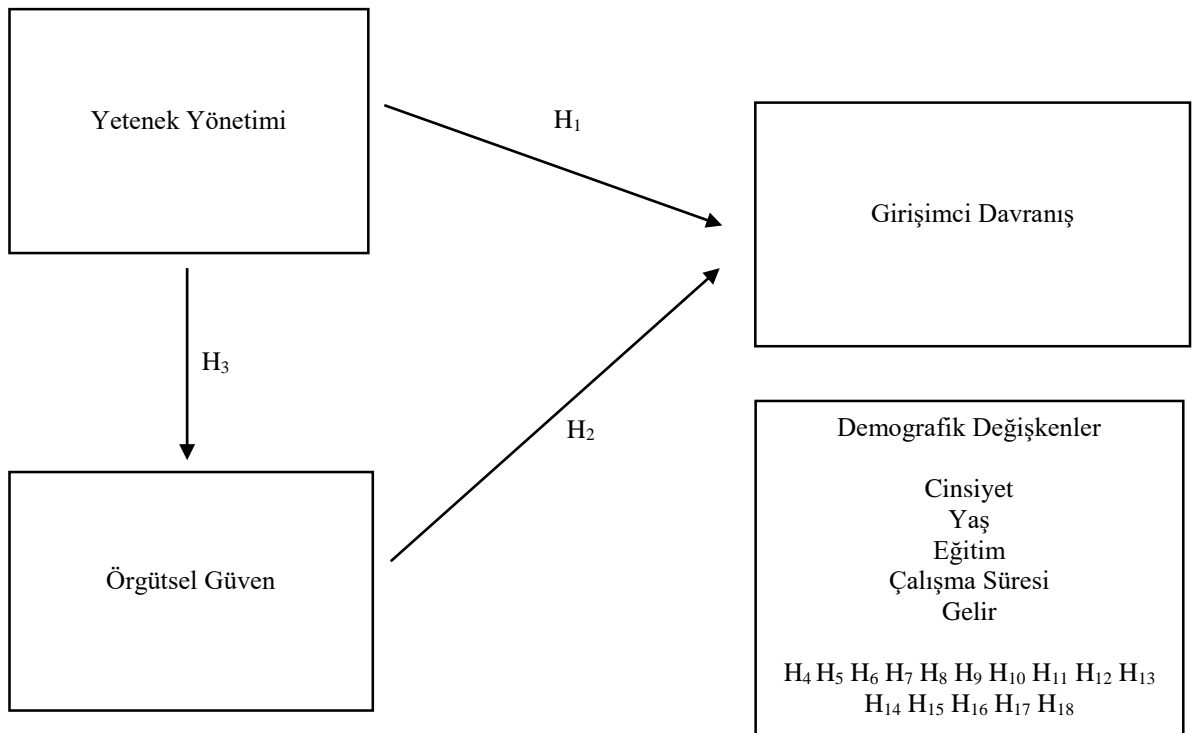 Yetenek Yönetimi
H₁
Girişimci Davranış
H₃
H₂
Örgütsel Güven
Demografik Değişkenler
Cinsiyet
Yaş
Eğitim
Çalışma Süresi
Gelir
H₄ H₅ H₆ H₇ H₈ H₉ H₁₀ H₁₁ H₁₂ H₁₃
H₁₄ H₁₅ H₁₆ H₁₇ H₁₈